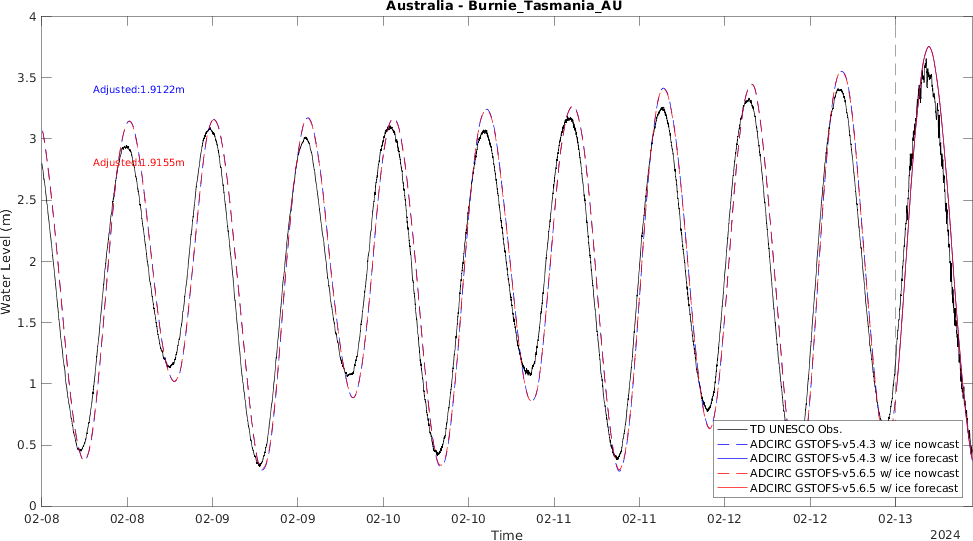 Australia - Burnie_Tasmania_AU
4
3.5
Adjusted:1.9122m
3
Adjusted:1.9155m
2.5
Water Level (m)
2
1.5
1
0.5
0
TD UNESCO Obs.
ADCIRC GSTOFS-v5.4.3 w/ ice nowcast
ADCIRC GSTOFS-v5.4.3 w/ ice forecast
ADCIRC GSTOFS-v5.6.5 w/ ice nowcast
ADCIRC GSTOFS-v5.6.5 w/ ice forecast
02-08 02-08 02-09 02-09 02-10 02-10 02-11 02-11 02-12 02-12 02-13
Time
2024